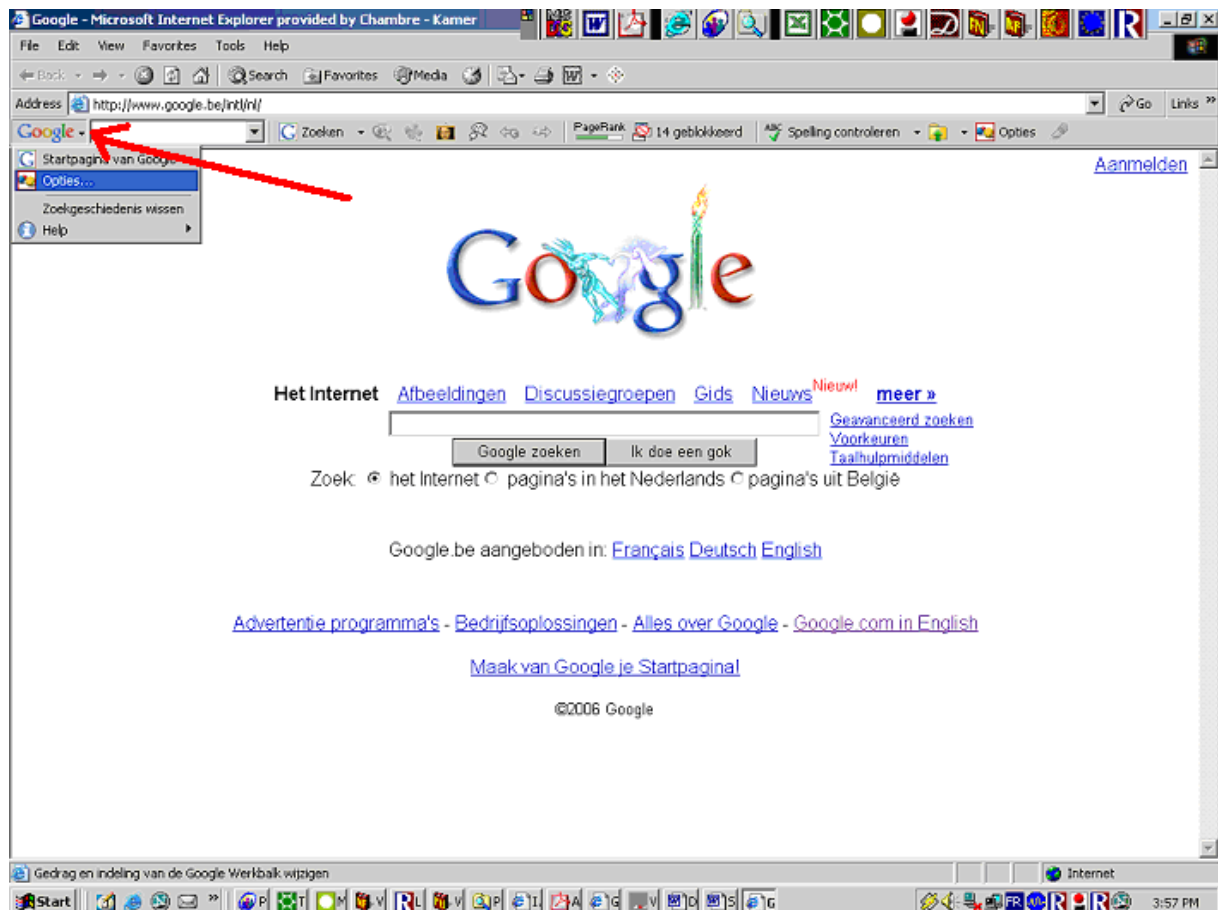 Google - Microsoft Internet Explorer provided by Chambre - Kamer
File Edit View Favorites Tools Help
Back Search Favorites Media
Address http://www.google.be/intl/nl/ Go Links »
Google Zoeken PageRank 14 geblokkeerd ABC Spelling controleren Opties
Startpagina van Google
Opties...
Zoekgeschiedenis wissen
Help
Aanmelden
Google
Het Internet Afbeeldingen Discussiegroepen Gids Nieuws Nieuw! meer »
Geavanceerd zoeken
Voorkeuren
Taalhulpmiddelen
Google zoeken Ik doe een gok
Zoek: het Internet pagina's in het Nederlands pagina's uit België
Google.be aangeboden in: Français Deutsch English
Advertentie programma's - Bedrijfsoplossingen - Alles over Google - Google.com in English
Maak van Google je Startpagina!
©2006 Google
Gedrag en indeling van de Google Werkbalk wijzigen Internet
Start » P T M V L V P I A G V D S G FR R R 3:57 PM